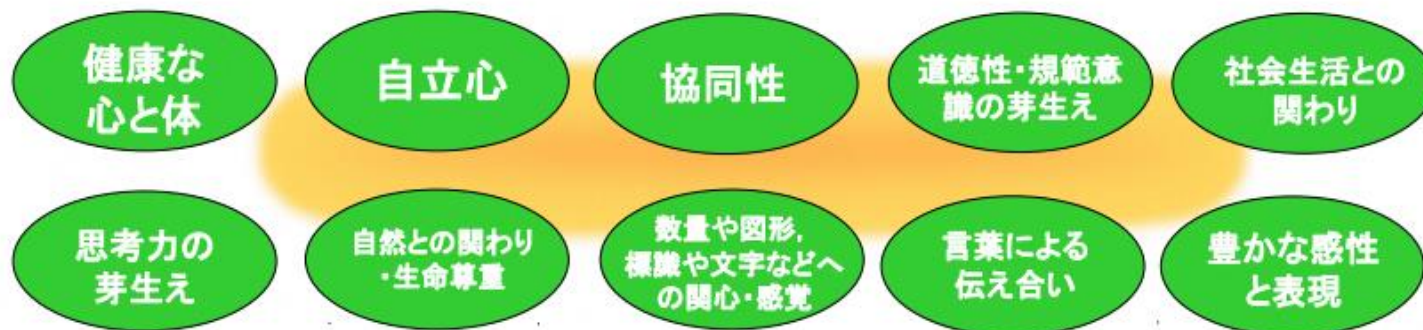 健康な
心と体
自立心
協同性
道徳性・規範意
識の芽生え
社会生活との
関わり
思考力の
芽生え
自然との関わり
・生命尊重
数量や図形,
標識や文字などへ
の関心・感覚
言葉による
伝え合い
豊かな感性
と表現